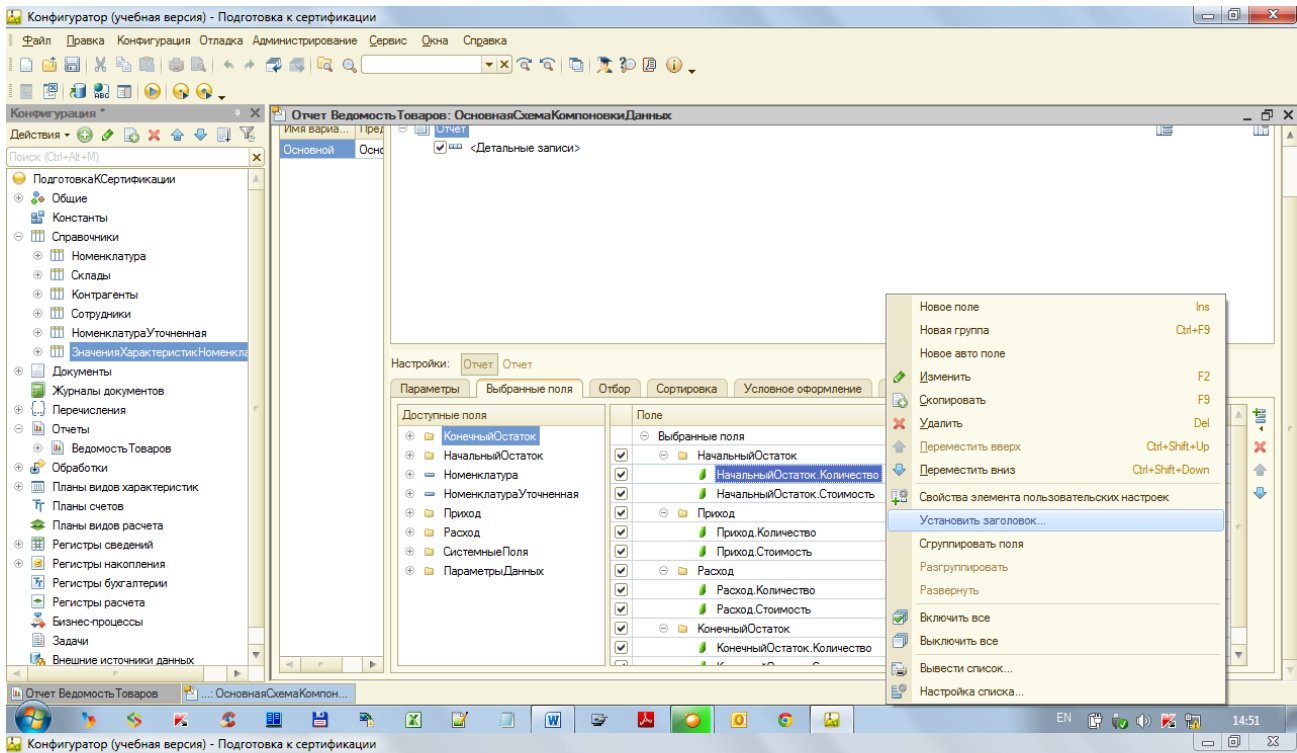 Конфигуратор (учебная версия) - Подготовка к сертификации
Файл Правка Конфигурация Отладка Администрирование Сервис Окна Справка
Конфигурация *
Действия
Поиск (Ctrl+Alt+M)
ПодготовкаКСертификации
Общие
Константы
Справочники
Номенклатура
Склады
Контрагенты
Сотрудники
НоменклатураУточненная
ЗначенияХарактеристикНоменкла
Документы
Журналы документов
Перечисления
Отчеты
ВедомостьТоваров
Обработки
Планы видов характеристик
Планы счетов
Планы видов расчета
Регистры сведений
Регистры накопления
Регистры бухгалтерии
Регистры расчета
Бизнес-процессы
Задачи
Внешние источники данных
Отчет ВедомостьТоваров: ОсновнаяСхемаКомпоновкиДанных
Имя вариа... Пред
Основной Осно
Отчет
<Детальные записи>
Настройки: Отчет Отчет
Параметры Выбранные поля Отбор Сортировка Условное оформление
Доступные поля
КонечныйОстаток
НачальныйОстаток
Номенклатура
НоменклатураУточненная
Приход
Расход
СистемныеПоля
ПараметрыДанных
Поле
Выбранные поля
НачальныйОстаток
НачальныйОстаток.Количество
НачальныйОстаток.Стоимость
Приход
Приход.Количество
Приход.Стоимость
Расход
Расход.Количество
Расход.Стоимость
КонечныйОстаток
КонечныйОстаток.Количество
Новое поле Ins
Новая группа Ctrl+F9
Новое авто поле
Изменить F2
Скопировать F9
Удалить Del
Переместить вверх Ctrl+Shift+Up
Переместить вниз Ctrl+Shift+Down
Свойства элемента пользовательских настроек
Установить заголовок...
Сгруппировать поля
Разгруппировать
Развернуть
Включить все
Выключить все
Вывести список...
Настройка списка...
Отчет ВедомостьТоваров ...: ОсновнаяСхемаКомпон...
EN 14:51
Конфигуратор (учебная версия) - Подготовка к сертификации